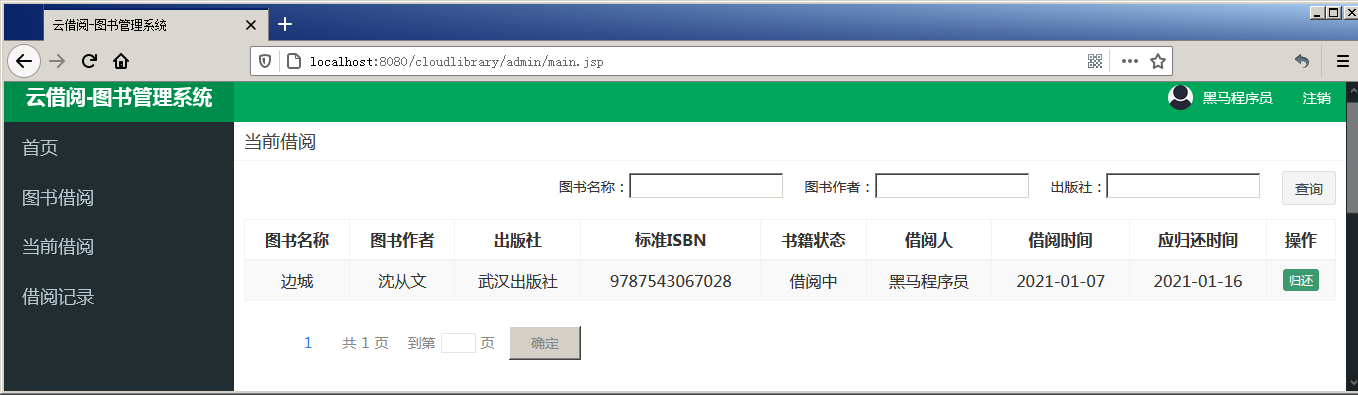 云借阅-图书管理系统
localhost:8080/cloudlibrary/admin/main.jsp
云借阅-图书管理系统 黑马程序员 注销
首页
图书借阅
当前借阅
借阅记录
当前借阅
图书名称： 图书作者： 出版社： 查询
图书名称 图书作者 出版社 标准ISBN 书籍状态 借阅人 借阅时间 应归还时间 操作
边城 沈从文 武汉出版社 9787543067028 借阅中 黑马程序员 2021-01-07 2021-01-16 归还
1 共 1 页 到第 页 确定